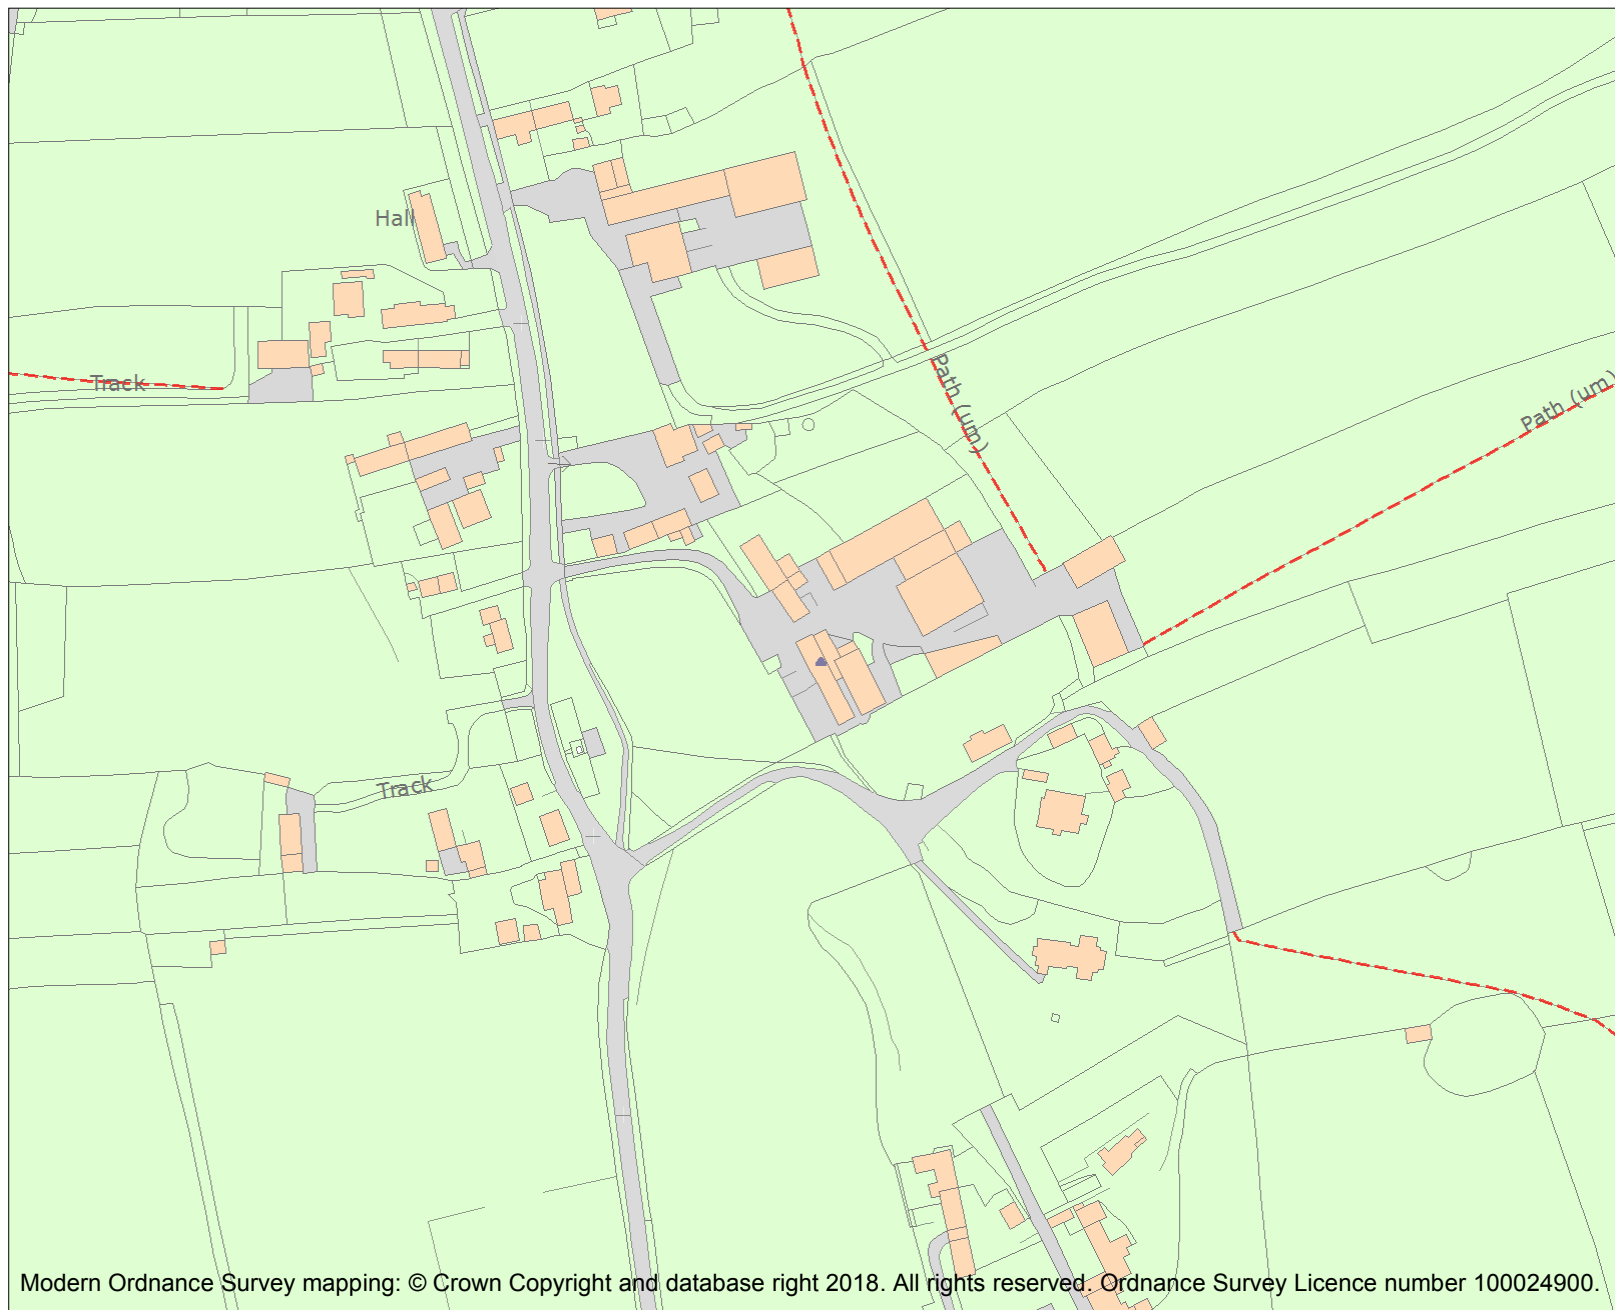 Hall
Track
Path (um)
Path (um)
Track
Modern Ordnance Survey mapping: © Crown Copyright and database right 2018. All rights reserved. Ordnance Survey Licence number 100024900.